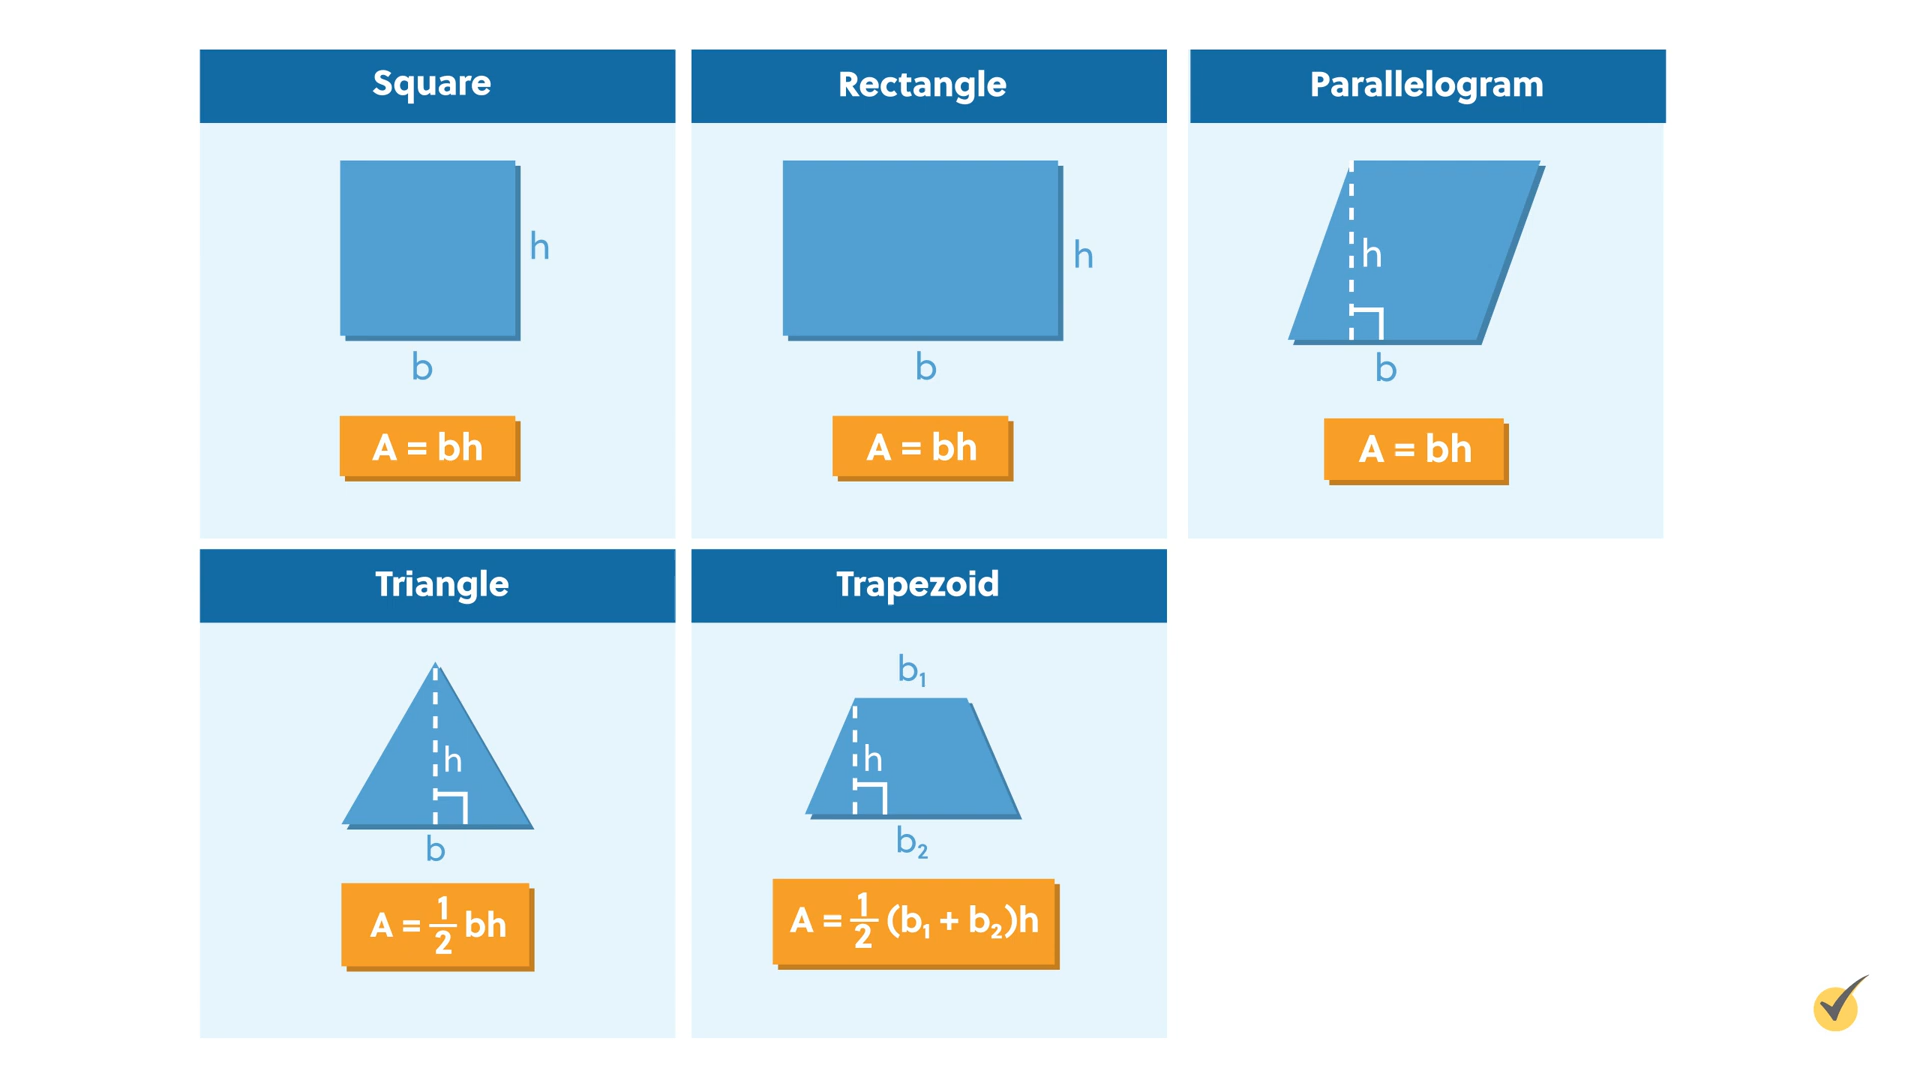 Square
h
b
A = bh
Rectangle
h
b
A = bh
Parallelogram
h
b
A = bh
Triangle
h
b
A = 1/2 bh
Trapezoid
b₁
h
b₂
A = 1/2 (b₁ + b₂)h